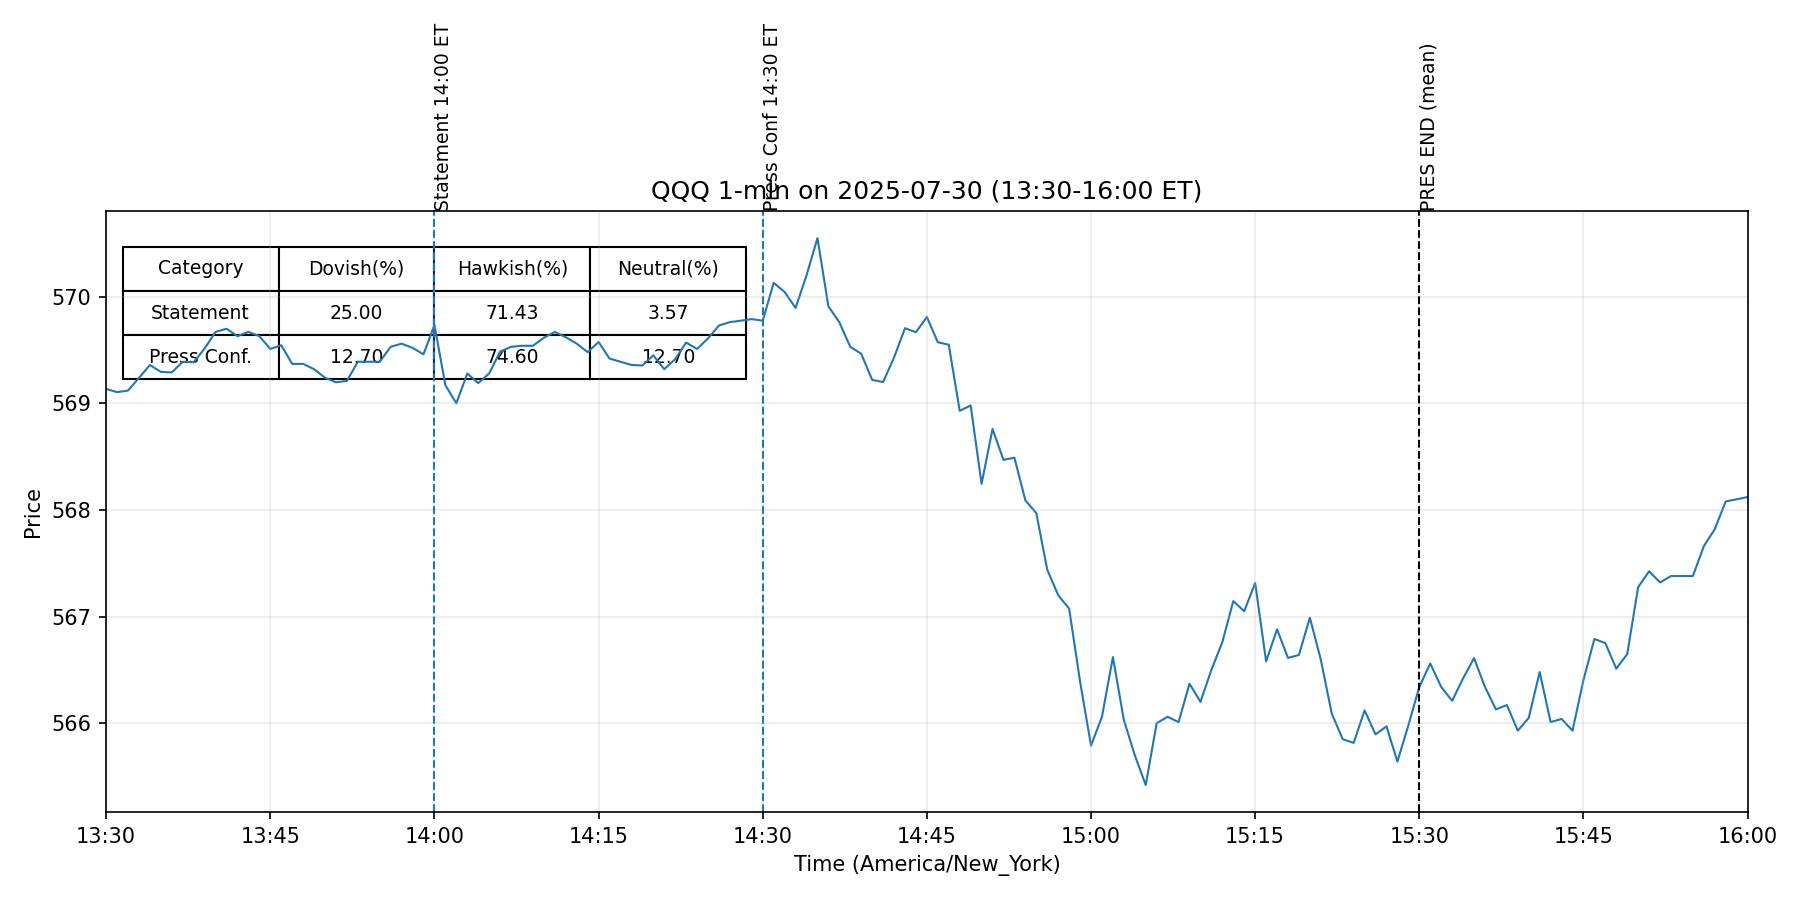 Statement 14:00 ET
Press Conf 14:30 ET
PRES END (mean)
QQQ 1-min on 2025-07-30 (13:30-16:00 ET)
Category Dovish(%) Hawkish(%) Neutral(%)
Statement 25.00 71.43 3.57
Press Conf. 12.70 74.60 12.70
Price
570
569
568
567
566
13:30 13:45 14:00 14:15 14:30 14:45 15:00 15:15 15:30 15:45 16:00
Time (America/New_York)